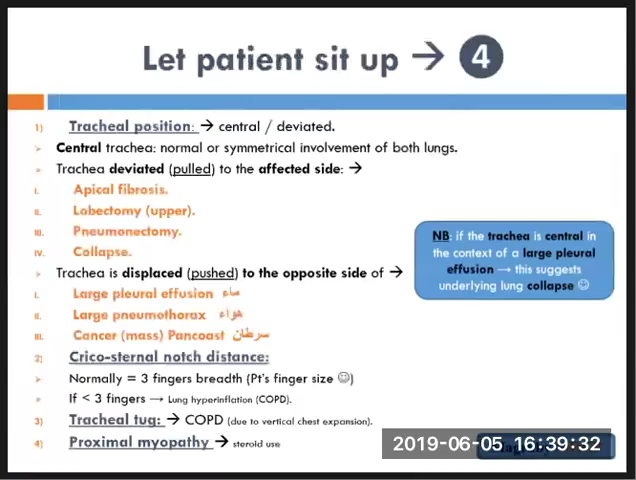 Let patient sit up → 4
1) Tracheal position: → central / deviated.
➢ Central trachea: normal or symmetrical involvement of both lungs.
➢ Trachea deviated (pulled) to the affected side: →
I. Apical fibrosis.
II. Lobectomy (upper).
III. Pneumonectomy.
IV. Collapse.
➢ Trachea is displaced (pushed) to the opposite side of →
I. Large pleural effusion ماء
II. Large pneumothorax هواء
III. Cancer (mass) Pancoast سرطان
2) Crico-sternal notch distance:
➢ Normally = 3 fingers breadth (Pt's finger size ☺)
➢ If < 3 fingers → Lung hyperinflation (COPD).
3) Tracheal tug: → COPD (due to vertical chest expansion).
4) Proximal myopathy → steroid use
NB: if the trachea is central in
the context of a large pleural
effusion → this suggests
underlying lung collapse ☺
2019-06-05 16:39:32